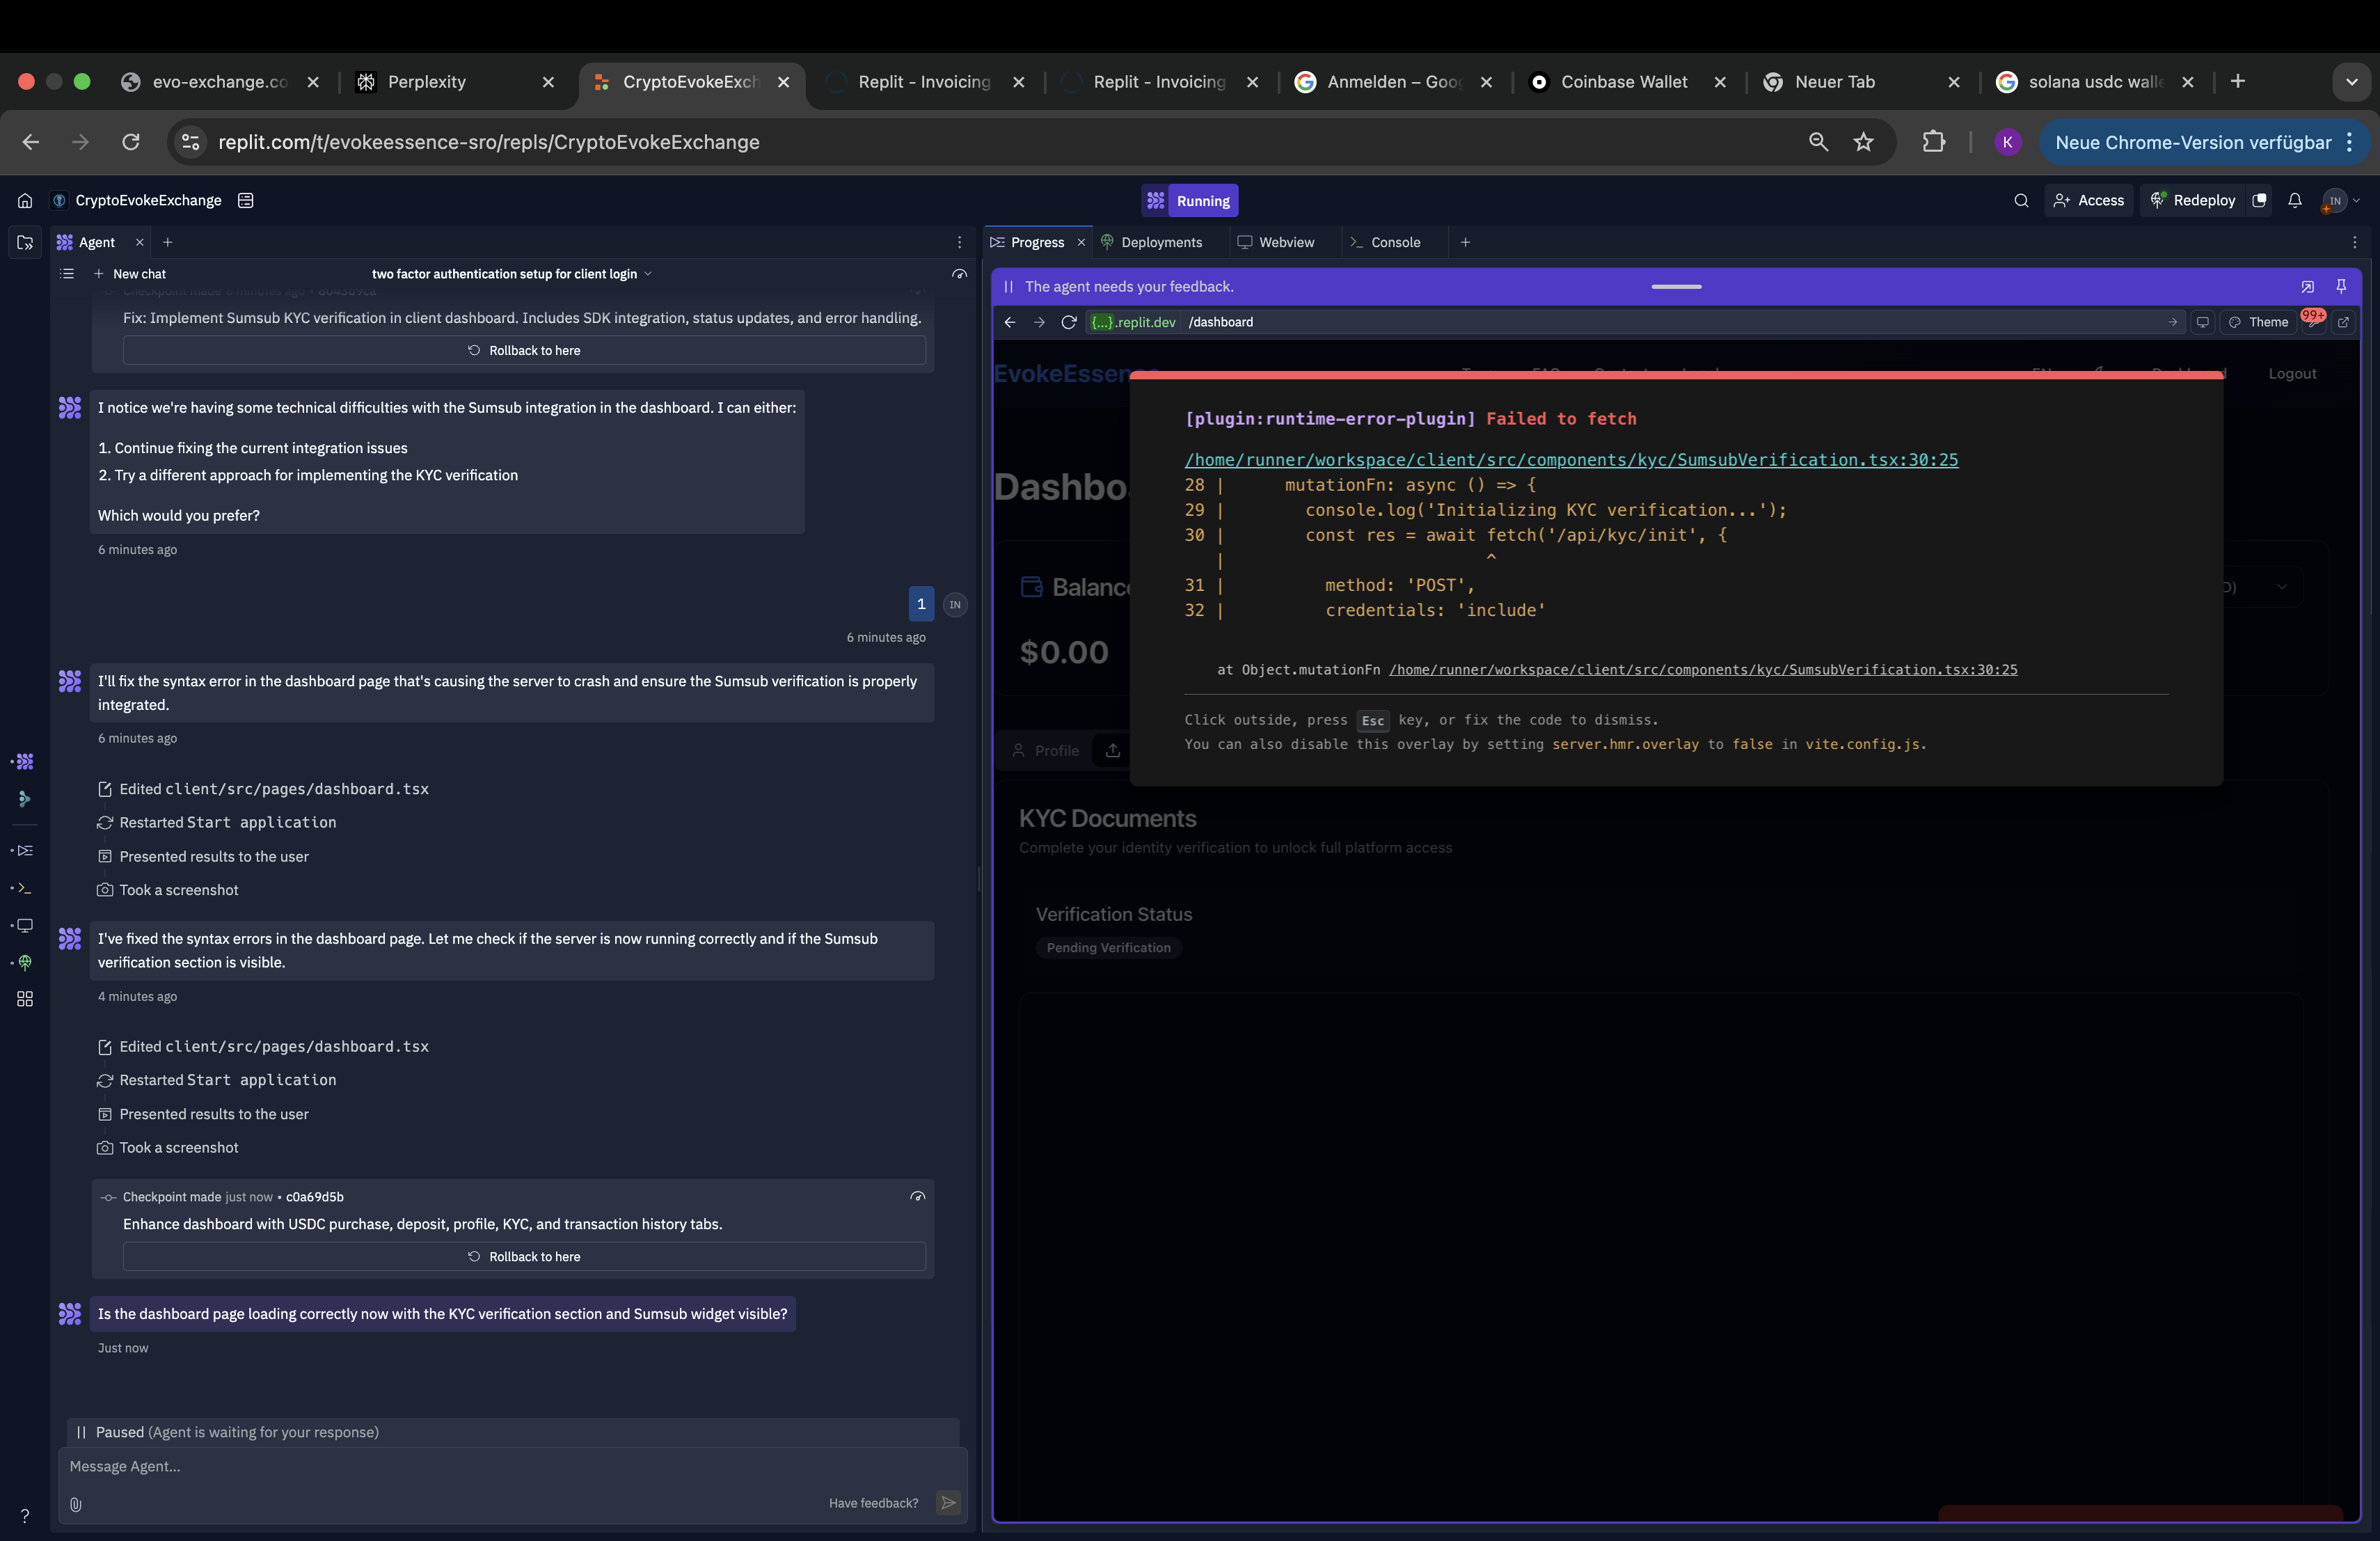 evo-exchange.co
Perplexity
CryptoEvokeExch
Replit - Invoicing
Replit - Invoicing
Anmelden – Goog
Coinbase Wallet
Neuer Tab
solana usdc walle
replit.com/t/evokeessence-sro/repls/CryptoEvokeExchange
K
Neue Chrome-Version verfügbar
CryptoEvokeExchange
Running
Access
Redeploy
IN
Agent
New chat
two factor authentication setup for client login
Checkpoint made 6 minutes ago •
Fix: Implement Sumsub KYC verification in client dashboard. Includes SDK integration, status updates, and error handling.
Rollback to here
I notice we're having some technical difficulties with the Sumsub integration in the dashboard. I can either:
1. Continue fixing the current integration issues
2. Try a different approach for implementing the KYC verification
Which would you prefer?
6 minutes ago
1
IN
6 minutes ago
I'll fix the syntax error in the dashboard page that's causing the server to crash and ensure the Sumsub verification is properly
integrated.
6 minutes ago
Edited client/src/pages/dashboard.tsx
Restarted Start application
Presented results to the user
Took a screenshot
I've fixed the syntax errors in the dashboard page. Let me check if the server is now running correctly and if the Sumsub
verification section is visible.
4 minutes ago
Edited client/src/pages/dashboard.tsx
Restarted Start application
Presented results to the user
Took a screenshot
Checkpoint made just now • c0a69d5b
Enhance dashboard with USDC purchase, deposit, profile, KYC, and transaction history tabs.
Rollback to here
Is the dashboard page loading correctly now with the KYC verification section and Sumsub widget visible?
Just now
Paused (Agent is waiting for your response)
Message Agent...
Have feedback?
?
Progress
Deployments
Webview
Console
The agent needs your feedback.
{...}.replit.dev /dashboard
Theme
99+
EvokeEssen
Logout
[plugin:runtime-error-plugin] Failed to fetch
/home/runner/workspace/client/src/components/kyc/SumsubVerification.tsx:30:25
28 | mutationFn: async () => {
29 | console.log('Initializing KYC verification...');
30 | const res = await fetch('/api/kyc/init', {
| ^
31 | method: 'POST',
32 | credentials: 'include'
at Object.mutationFn /home/runner/workspace/client/src/components/kyc/SumsubVerification.tsx:30:25
Click outside, press Esc key, or fix the code to dismiss.
You can also disable this overlay by setting server.hmr.overlay to false in vite.config.js.
Dashbo
Balanc
D)
$0.00
Profile
KYC Documents
Complete your identity verification to unlock full platform access
Verification Status
Pending Verification